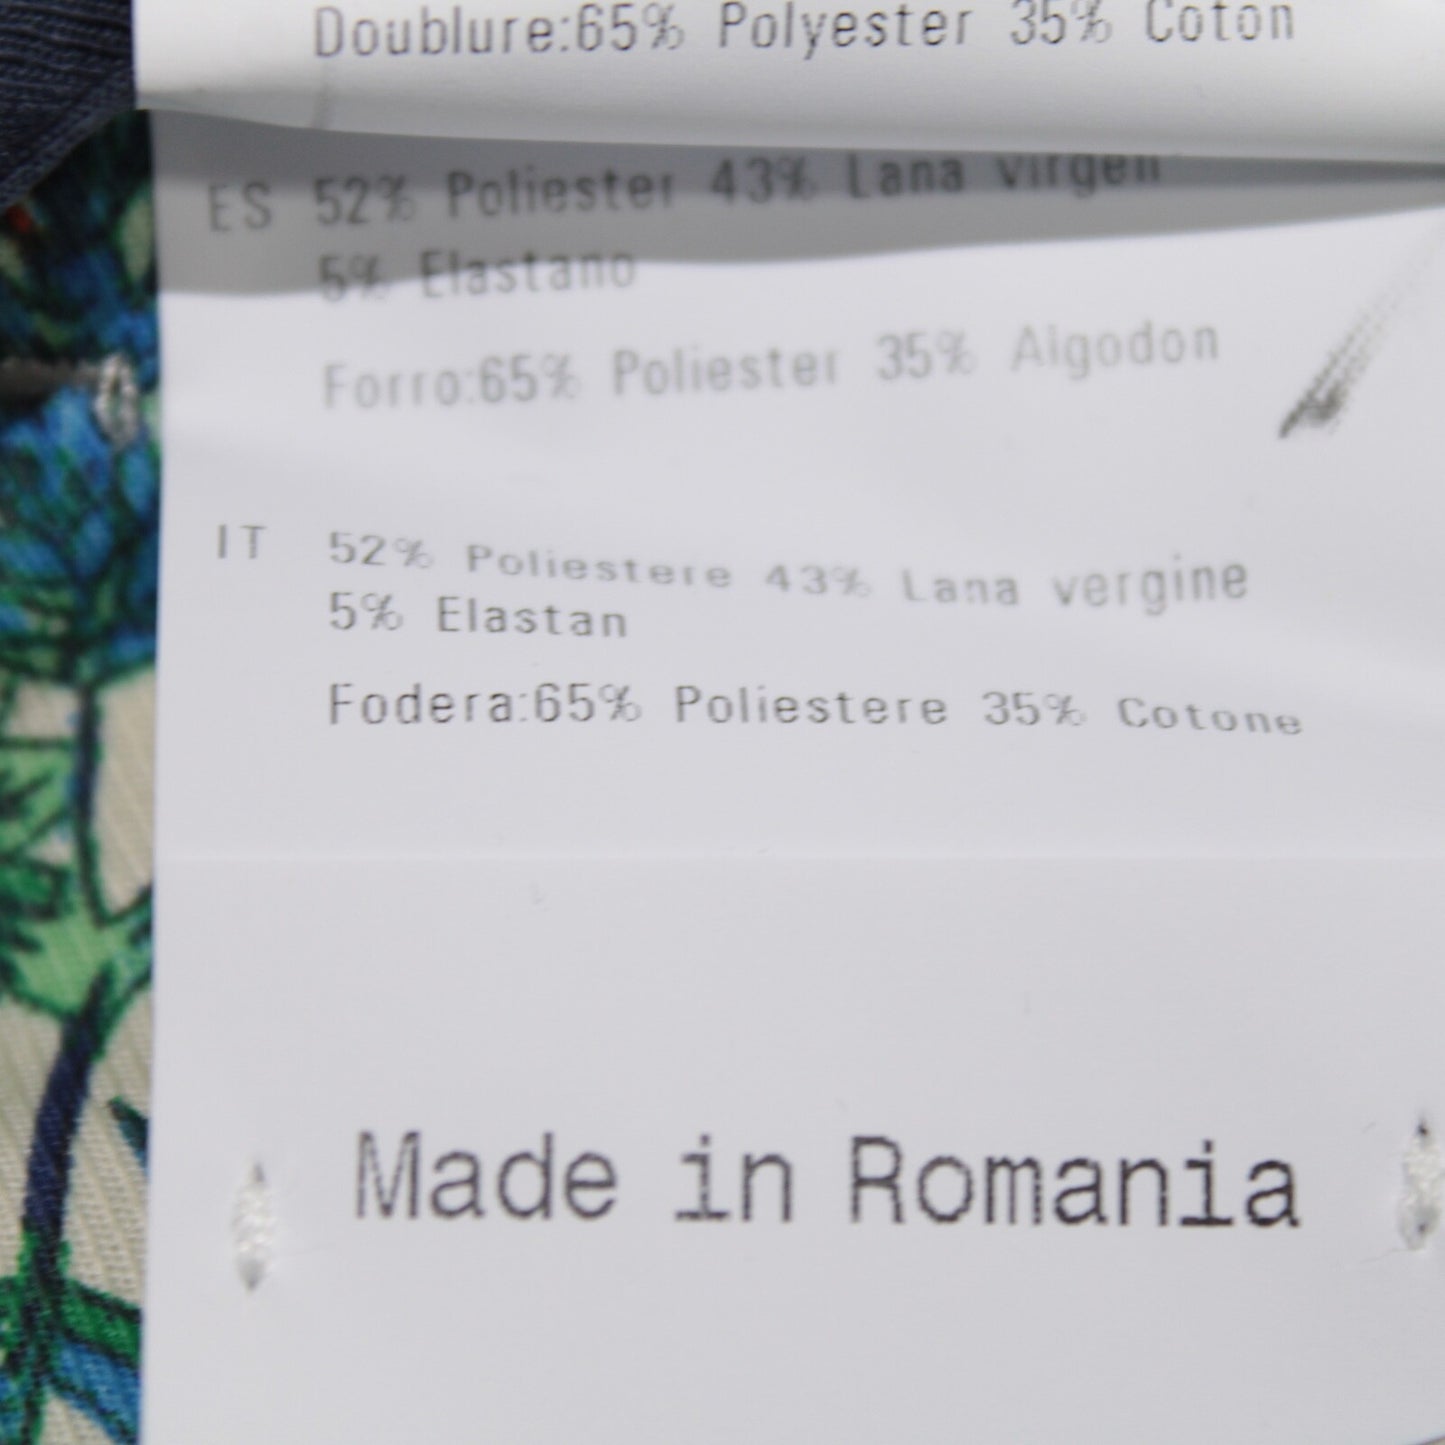 Doublure:65% Polyester 35% Coton
ES 52% Poliester 43% Lana virgen
5% Elastano
Forro:65% Poliester 35% Algodon
IT 52% Poliestere 43% Lana vergine
5% Elastan
Fodera:65% Poliestere 35% Cotone
Made in Romania